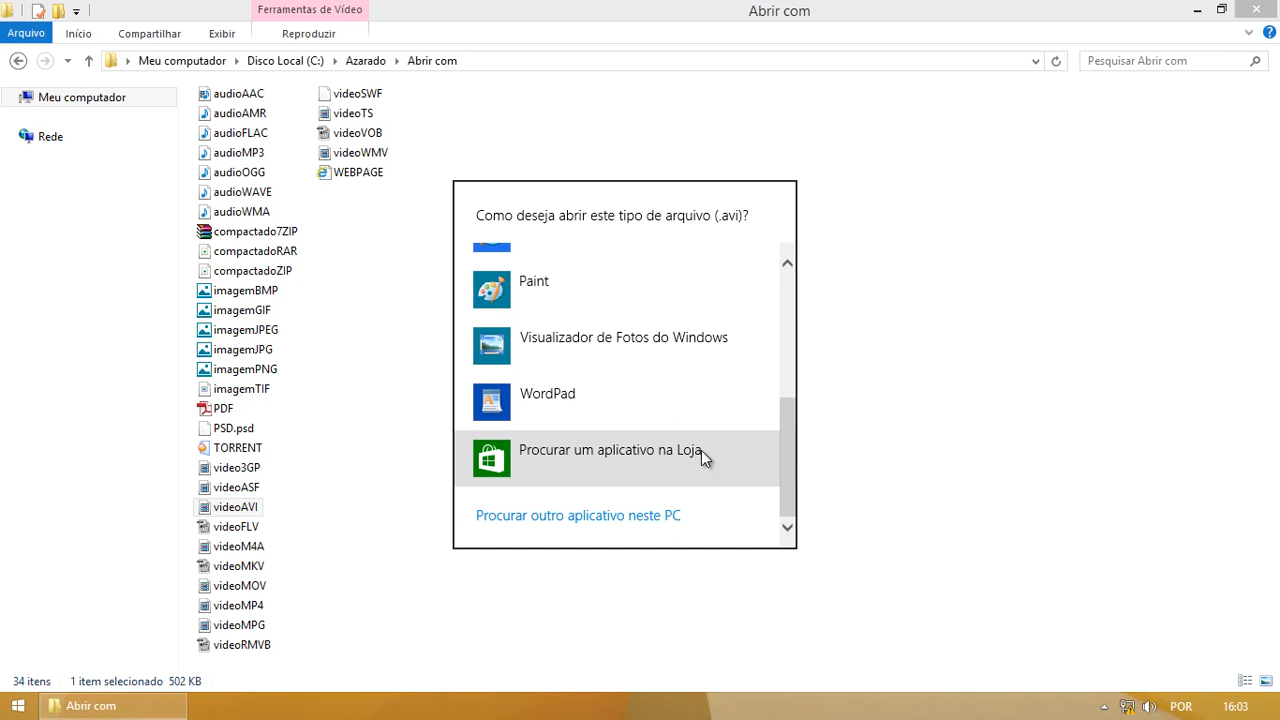 Ferramentas de Vídeo
Abrir com
Arquivo
Início
Compartilhar
Exibir
Reproduzir
Meu computador
Disco Local (C:)
Azarado
Abrir com
Pesquisar Abrir com
Meu computador
Rede
audioAAC
audioAMR
audioFLAC
audioMP3
audioOGG
audioWAVE
audioWMA
compactado7ZIP
compactadoRAR
compactadoZIP
imagemBMP
imagemGIF
imagemJPEG
imagemJPG
imagemPNG
imagemTIF
PDF
PSD.psd
TORRENT
video3GP
videoASF
videoAVI
videoFLV
videoM4A
videoMKV
videoMOV
videoMP4
videoMPG
videoRMVB
videoSWF
videoTS
videoVOB
videoWMV
WEBPAGE
Como deseja abrir este tipo de arquivo (.avi)?
Paint
Visualizador de Fotos do Windows
WordPad
Procurar um aplicativo na Loja
Procurar outro aplicativo neste PC
34 itens
1 item selecionado 502 KB
Abrir com
POR
16:03